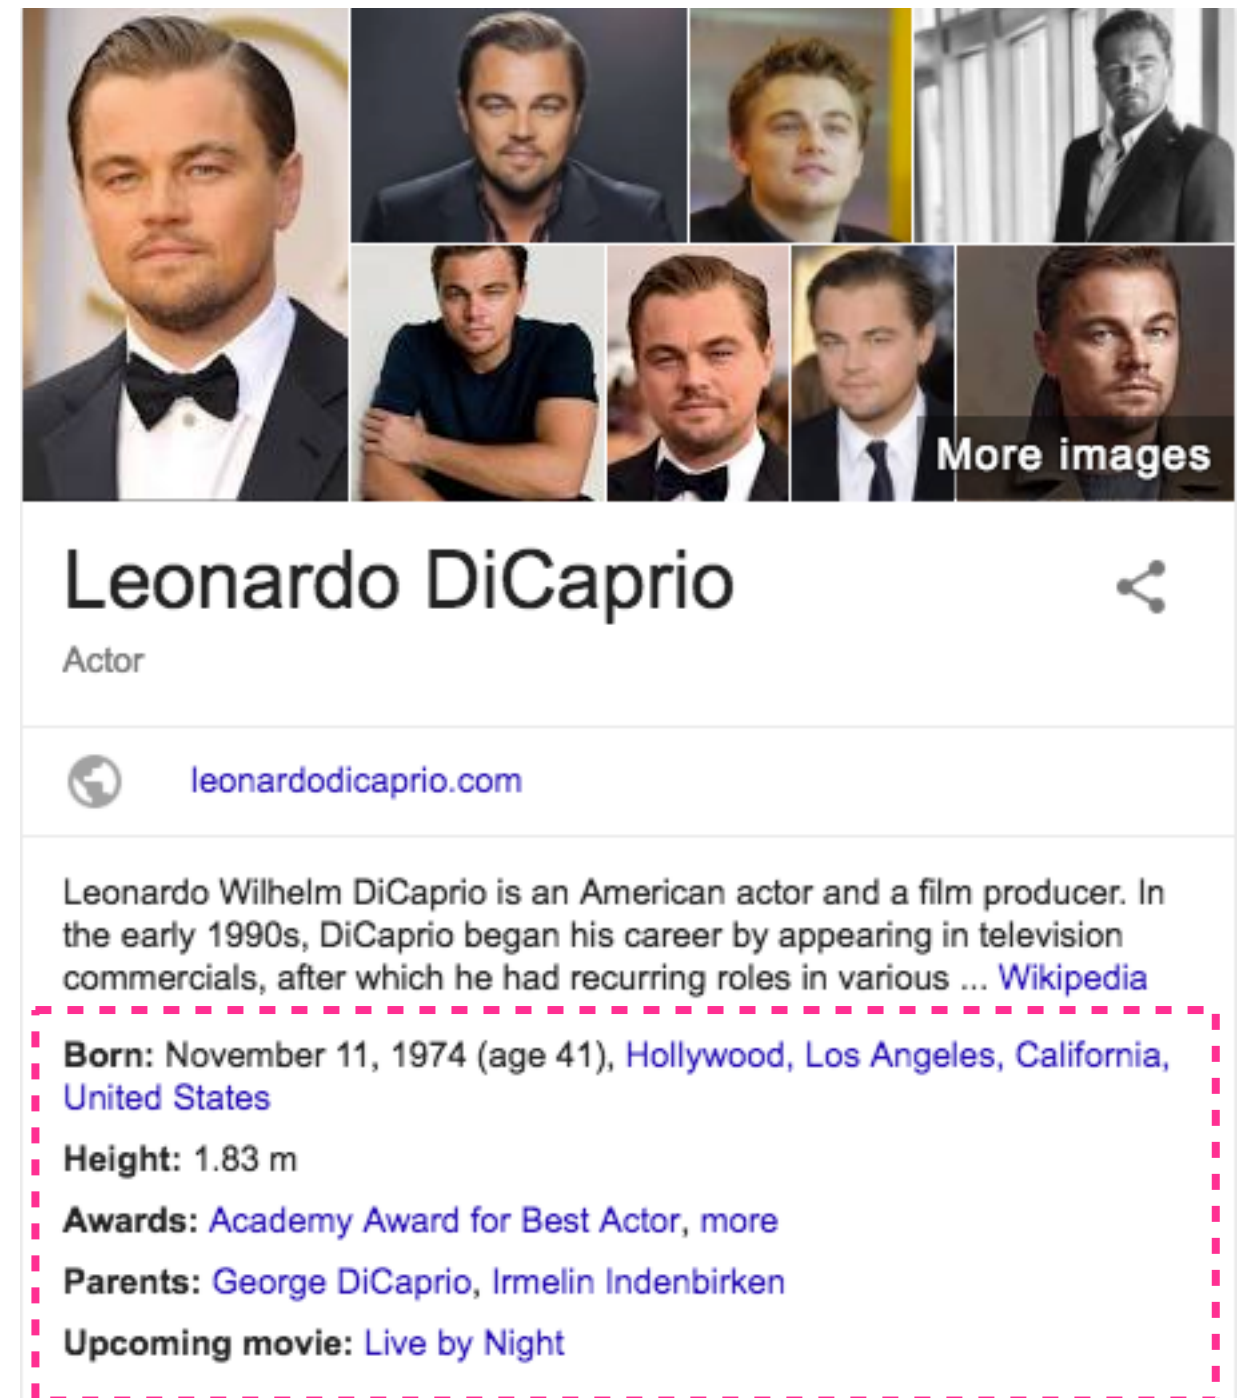 More images
Leonardo DiCaprio
Actor
leonardodicaprio.com
Leonardo Wilhelm DiCaprio is an American actor and a film producer. In
the early 1990s, DiCaprio began his career by appearing in television
commercials, after which he had recurring roles in various ... Wikipedia
Born: November 11, 1974 (age 41), Hollywood, Los Angeles, California,
United States
Height: 1.83 m
Awards: Academy Award for Best Actor, more
Parents: George DiCaprio, Irmelin Indenbirken
Upcoming movie: Live by Night